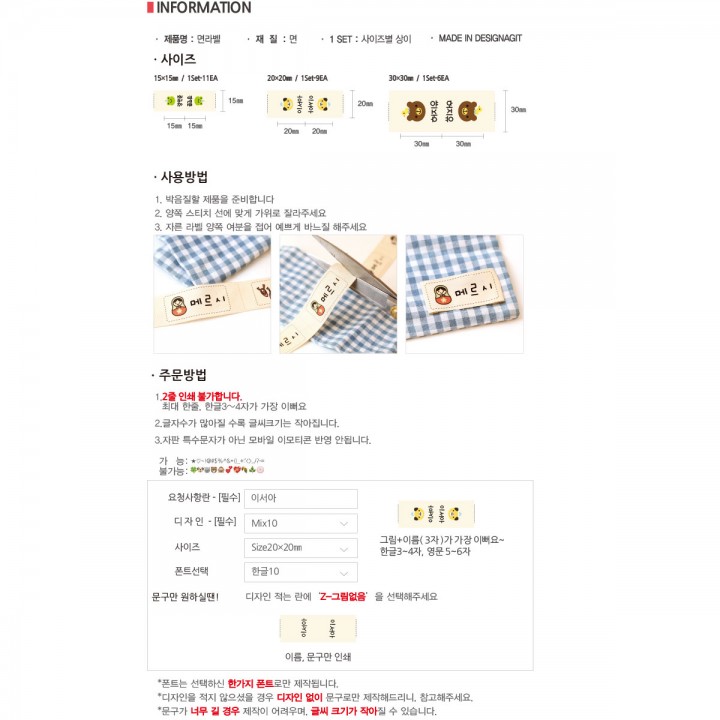 INFORMATION
· 제품명 : 면라벨 · 재 질 : 면 · 1 SET : 사이즈별 상이 · MADE IN DESIGNAGIT
· 사이즈
15×15㎜ / 1Set-11EA 20×20㎜ / 1Set-9EA 30×30㎜ / 1Set-6EA
이서아 이서아
유지호 유지호
15㎜
20㎜
30㎜
15㎜ 15㎜
20㎜ 20㎜
30㎜ 30㎜
· 사용방법
1. 박음질할 제품을 준비합니다
2. 양쪽 스티치 선에 맞게 가위로 잘라주세요
3. 자른 라벨 양쪽 여분을 접어 예쁘게 바느질 해주세요
메르시
메르시
메르시
· 주문방법
1.2줄 인쇄 불가합니다.
최대 한줄, 한글3~4자가 가장 이뻐요
2.글자수가 많아질 수록 글씨크기는 작아집니다.
3.자판 특수문자가 아닌 모바일 이모티콘 반영 안됩니다.
가 능:
불가능:
요청사항란 - [필수] 이서아
디 자 인 - [필수] Mix10
사이즈 Size20×20㎜
폰트선택 한글10
이서아 이서아
그림+이름( 3자 )가 가장 이뻐요~
한글3~4자, 영문 5~6자
문구만 원하실땐! 디자인 적는 란에 'Z-그림없음' 을 선택해주세요
이서아 이서아
이름, 문구만 인쇄
*폰트는 선택하신 한가지 폰트로만 제작됩니다.
*디자인을 적지 않으셨을 경우 디자인 없이 문구로만 제작해드리니, 참고해주세요.
*문구가 너무 길 경우 제작이 어려우며, 글씨 크기가 작아질 수 있습니다.